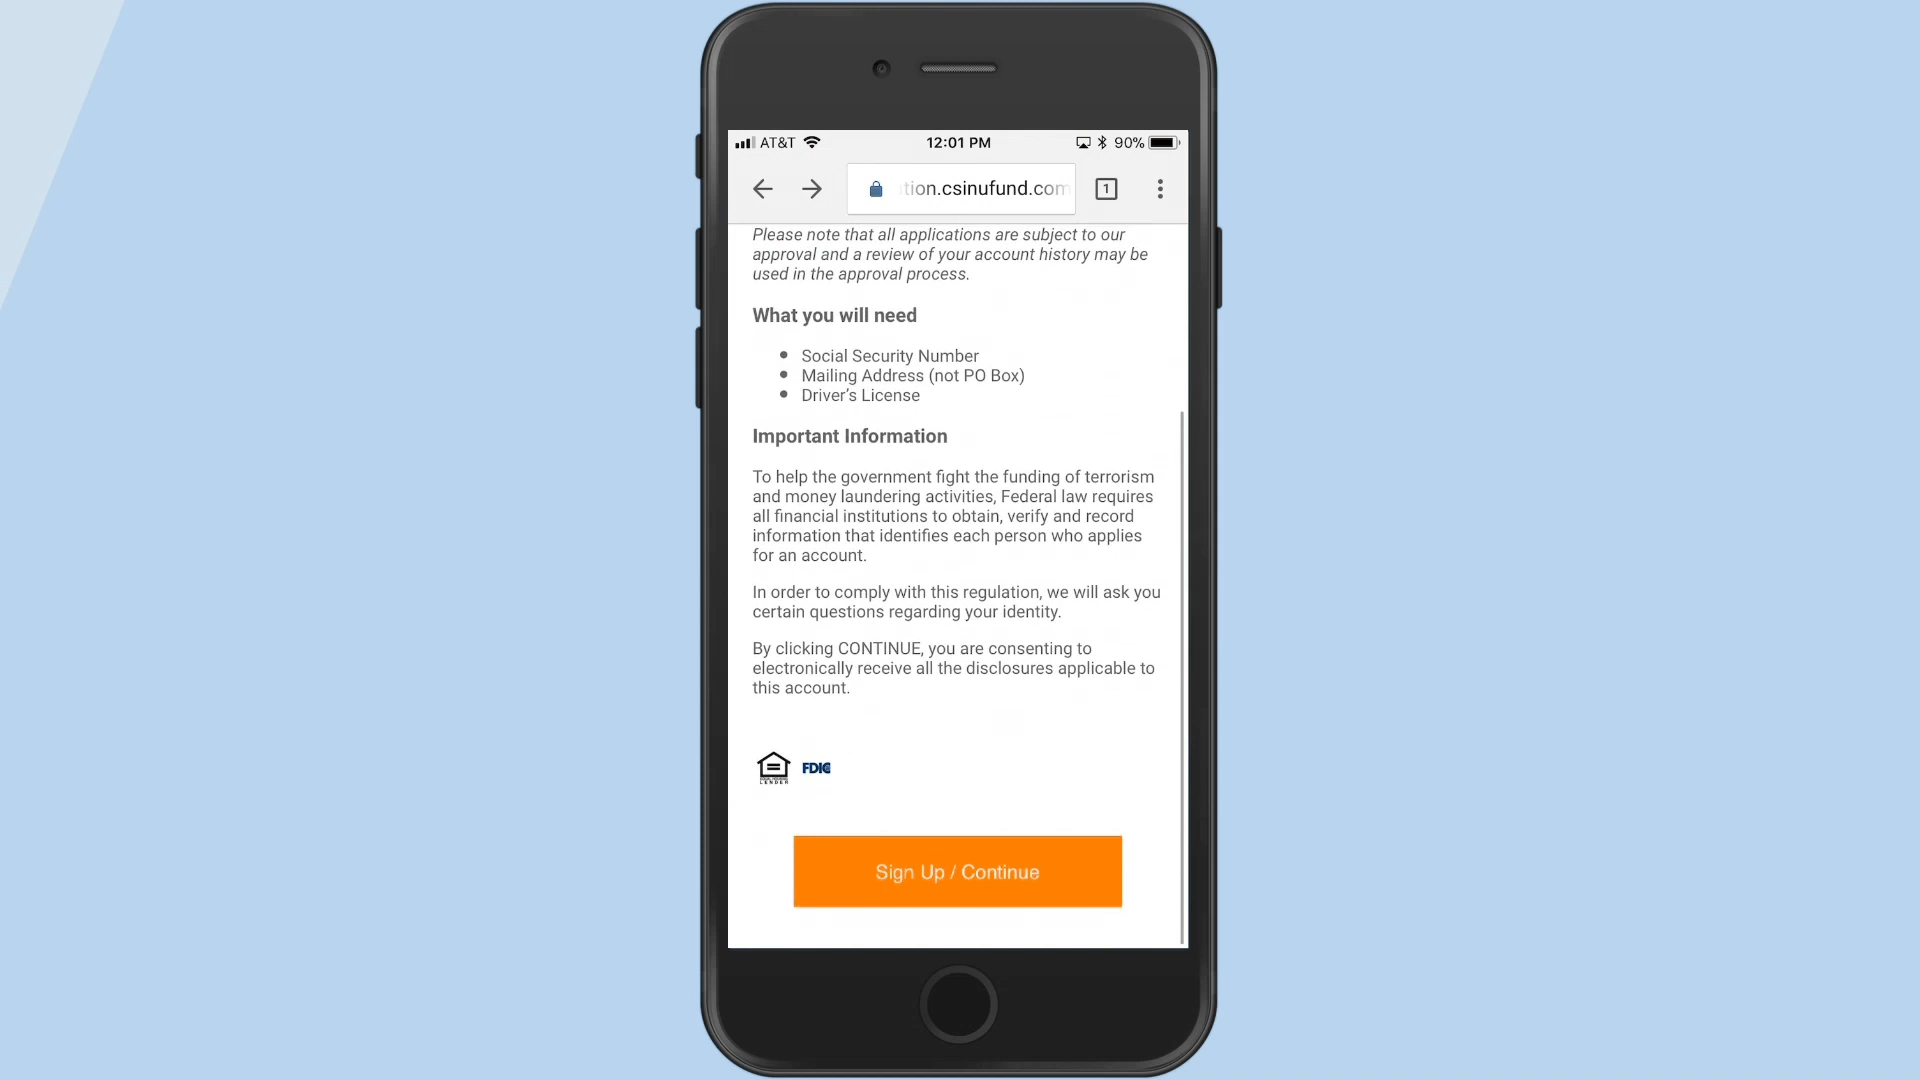 AT&T
12:01 PM
90%
tion.csinufund.com
1
Please note that all applications are subject to our
approval and a review of your account history may be
used in the approval process.
What you will need
Social Security Number
Mailing Address (not PO Box)
Driver’s License
Important Information
To help the government fight the funding of terrorism
and money laundering activities, Federal law requires
all financial institutions to obtain, verify and record
information that identifies each person who applies
for an account.
In order to comply with this regulation, we will ask you
certain questions regarding your identity.
By clicking CONTINUE, you are consenting to
electronically receive all the disclosures applicable to
this account.
LENDER
FDIC
Sign Up / Continue